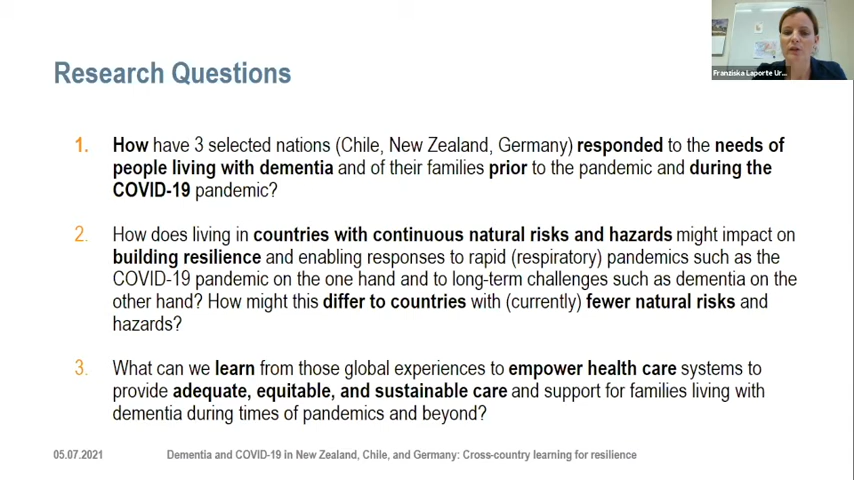 Research Questions
Franziska Laporte Ur...
1. How have 3 selected nations (Chile, New Zealand, Germany) responded to the needs of
people living with dementia and of their families prior to the pandemic and during the
COVID-19 pandemic?
2. How does living in countries with continuous natural risks and hazards might impact on
building resilience and enabling responses to rapid (respiratory) pandemics such as the
COVID-19 pandemic on the one hand and to long-term challenges such as dementia on the
other hand? How might this differ to countries with (currently) fewer natural risks and
hazards?
3. What can we learn from those global experiences to empower health care systems to
provide adequate, equitable, and sustainable care and support for families living with
dementia during times of pandemics and beyond?
05.07.2021
Dementia and COVID-19 in New Zealand, Chile, and Germany: Cross-country learning for resilience